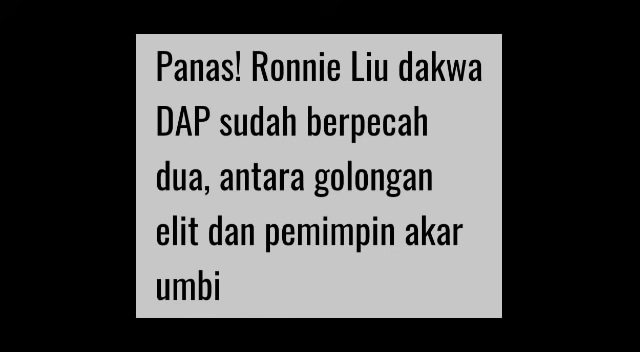 Panas! Ronnie Liu dakwa
DAP sudah berpecah
dua, antara golongan
elit dan pemimpin akar
umbi